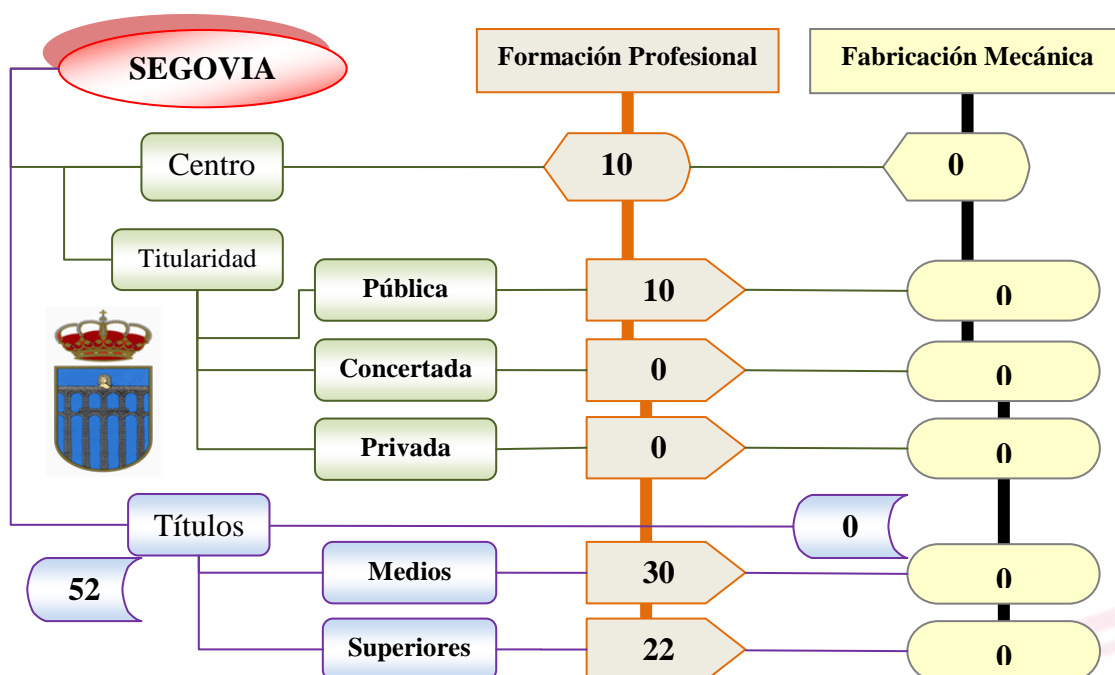 SEGOVIA
Formación Profesional
Fabricación Mecánica
Centro
10
0
Titularidad
Pública
10
0
Concertada
0
0
Privada
0
0
Títulos
0
52
Medios
30
0
Superiores
22
0